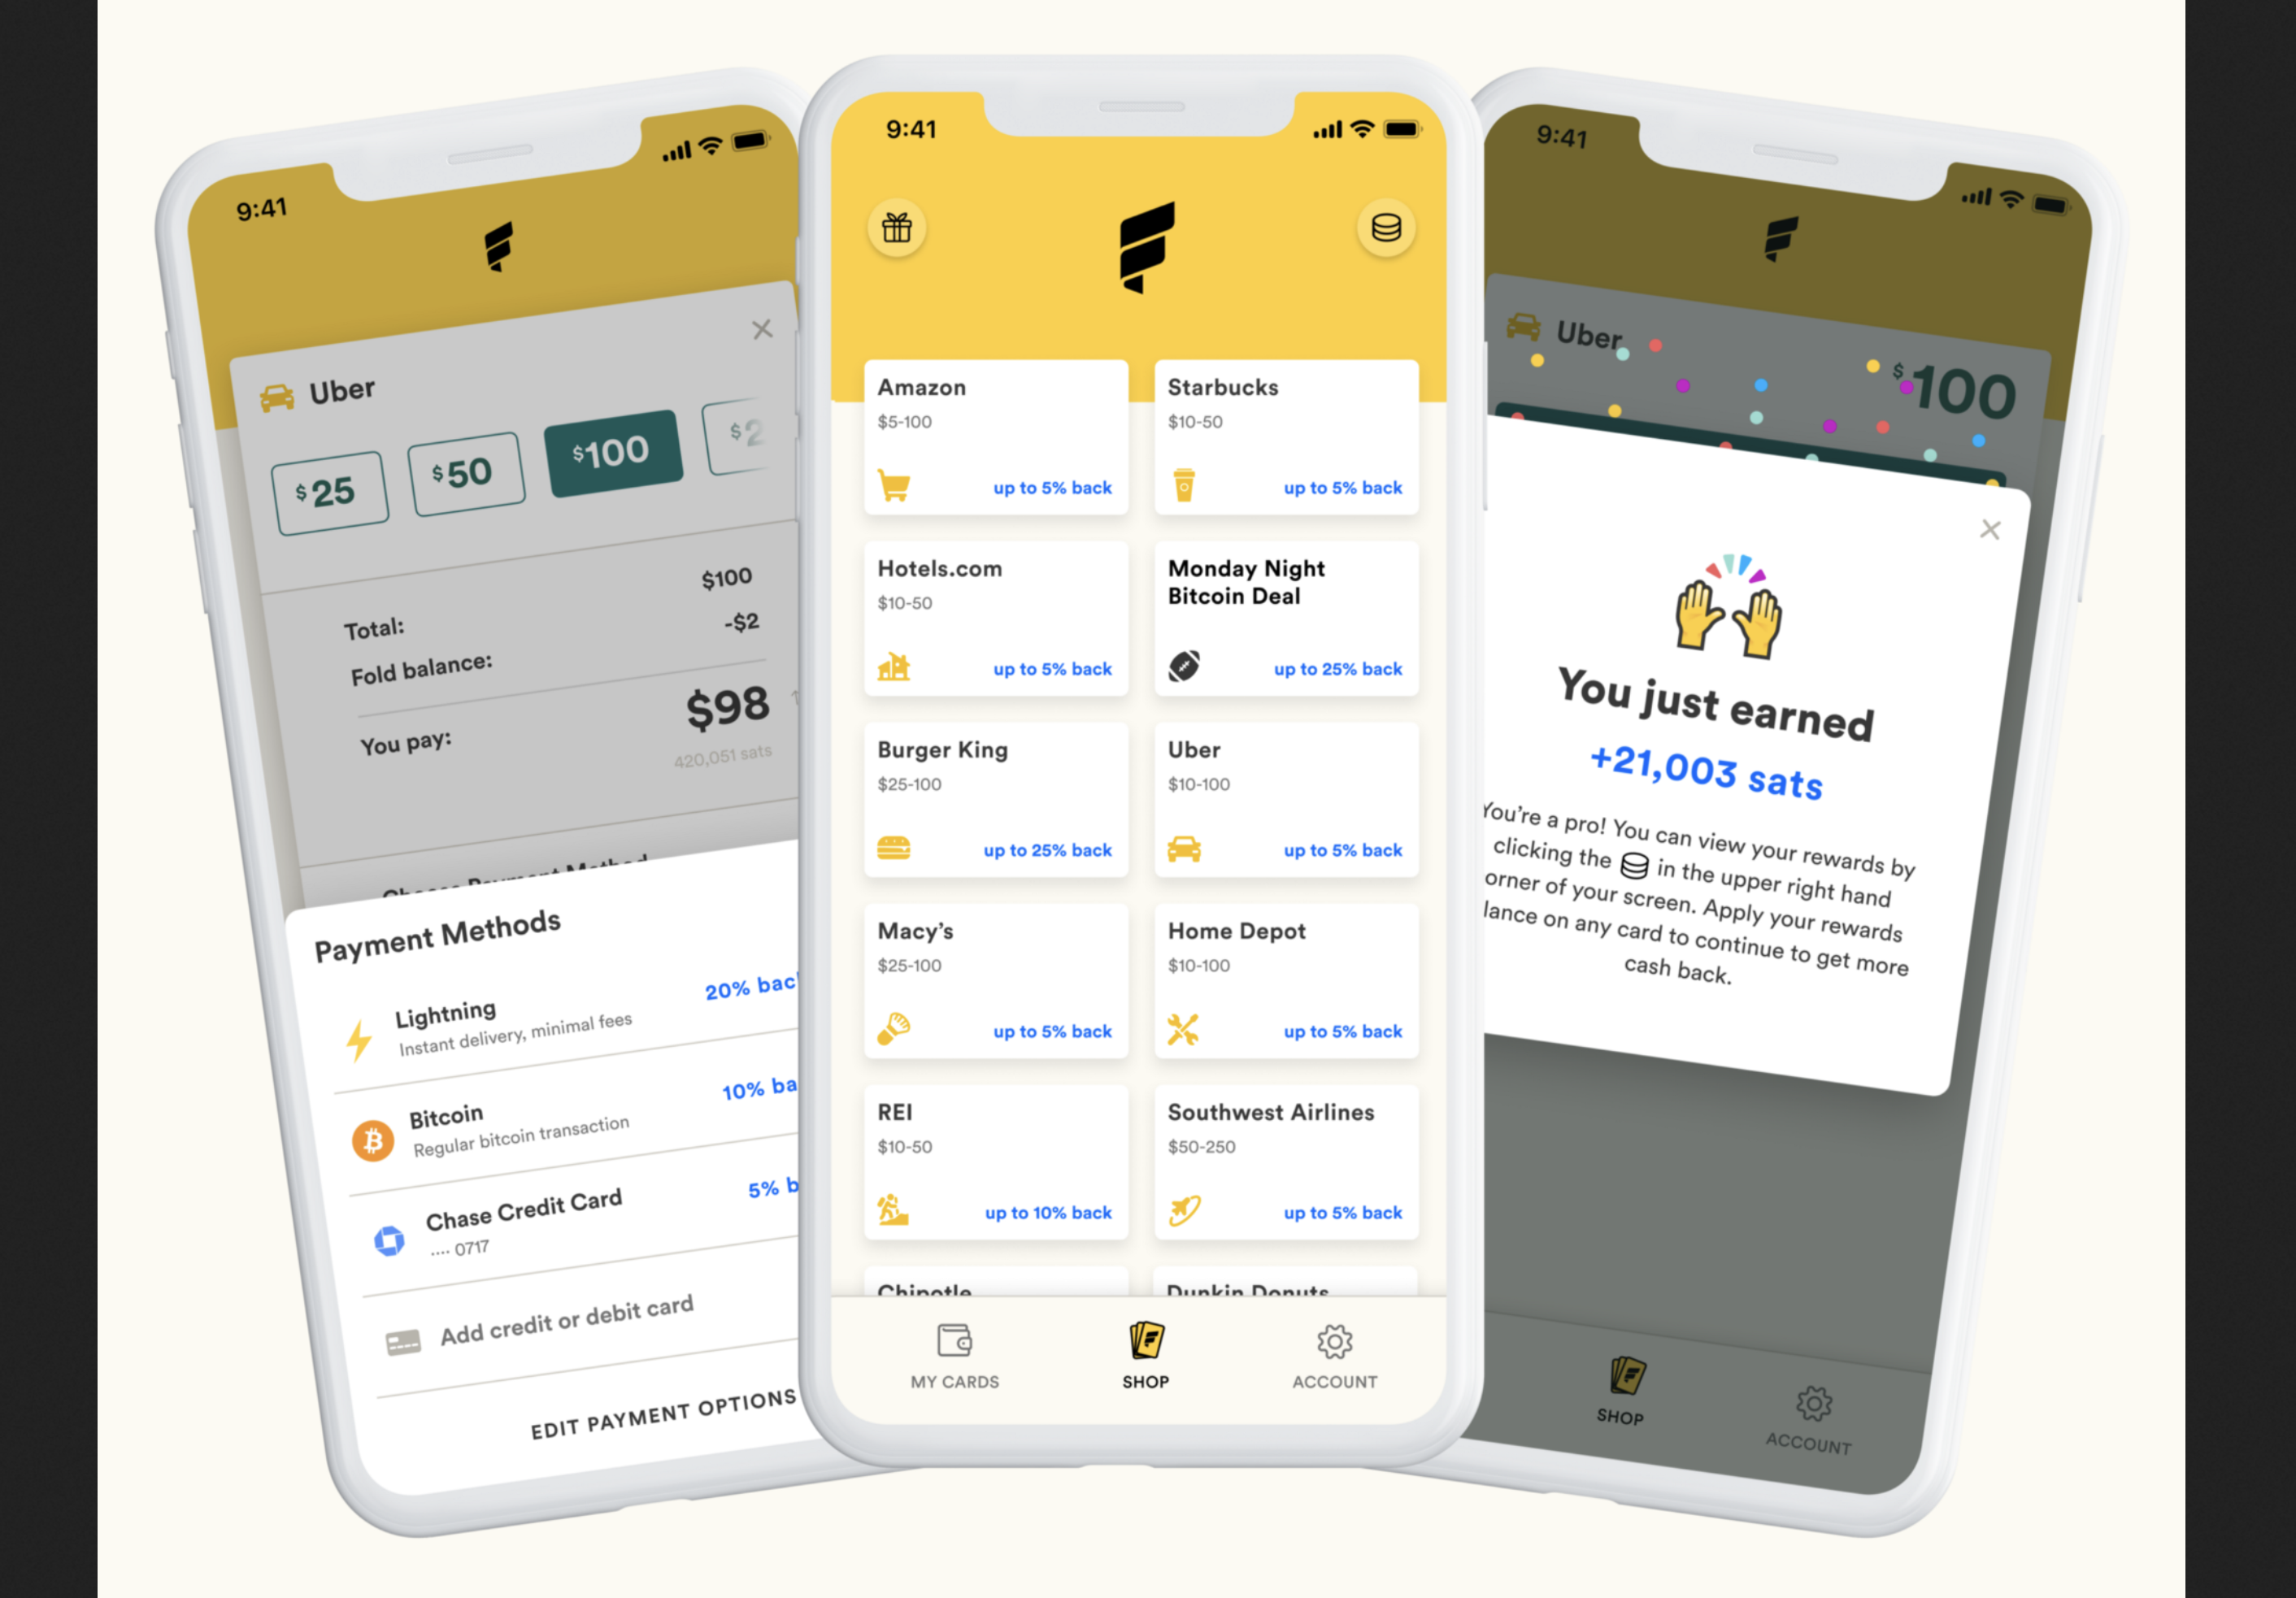 9:41
Uber
$25
$50
$100
$2
Total:
$100
Fold balance:
-$2
You pay:
$98
420,051 sats
Choose Payment Method
Payment Methods
Lightning
20% bac
Instant delivery, minimal fees
Bitcoin
10% ba
Regular bitcoin transaction
Chase Credit Card
5% b
.... 0717
Add credit or debit card
EDIT PAYMENT OPTIONS
9:41
Amazon
$5-100
up to 5% back
Starbucks
$10-50
up to 5% back
Hotels.com
$10-50
up to 5% back
Monday Night
Bitcoin Deal
up to 25% back
Burger King
$25-100
up to 25% back
Uber
$10-100
up to 5% back
Macy's
$25-100
up to 5% back
Home Depot
$10-100
up to 5% back
REI
$10-50
up to 10% back
Southwest Airlines
$50-250
up to 5% back
Chipotle
Dunkin Donuts
MY CARDS
SHOP
ACCOUNT
9:41
Uber
$100
You just earned
+21,003 sats
You're a pro! You can view your rewards by
clicking the in the upper right hand
orner of your screen. Apply your rewards
lance on any card to continue to get more
cash back.
SHOP
ACCOUNT